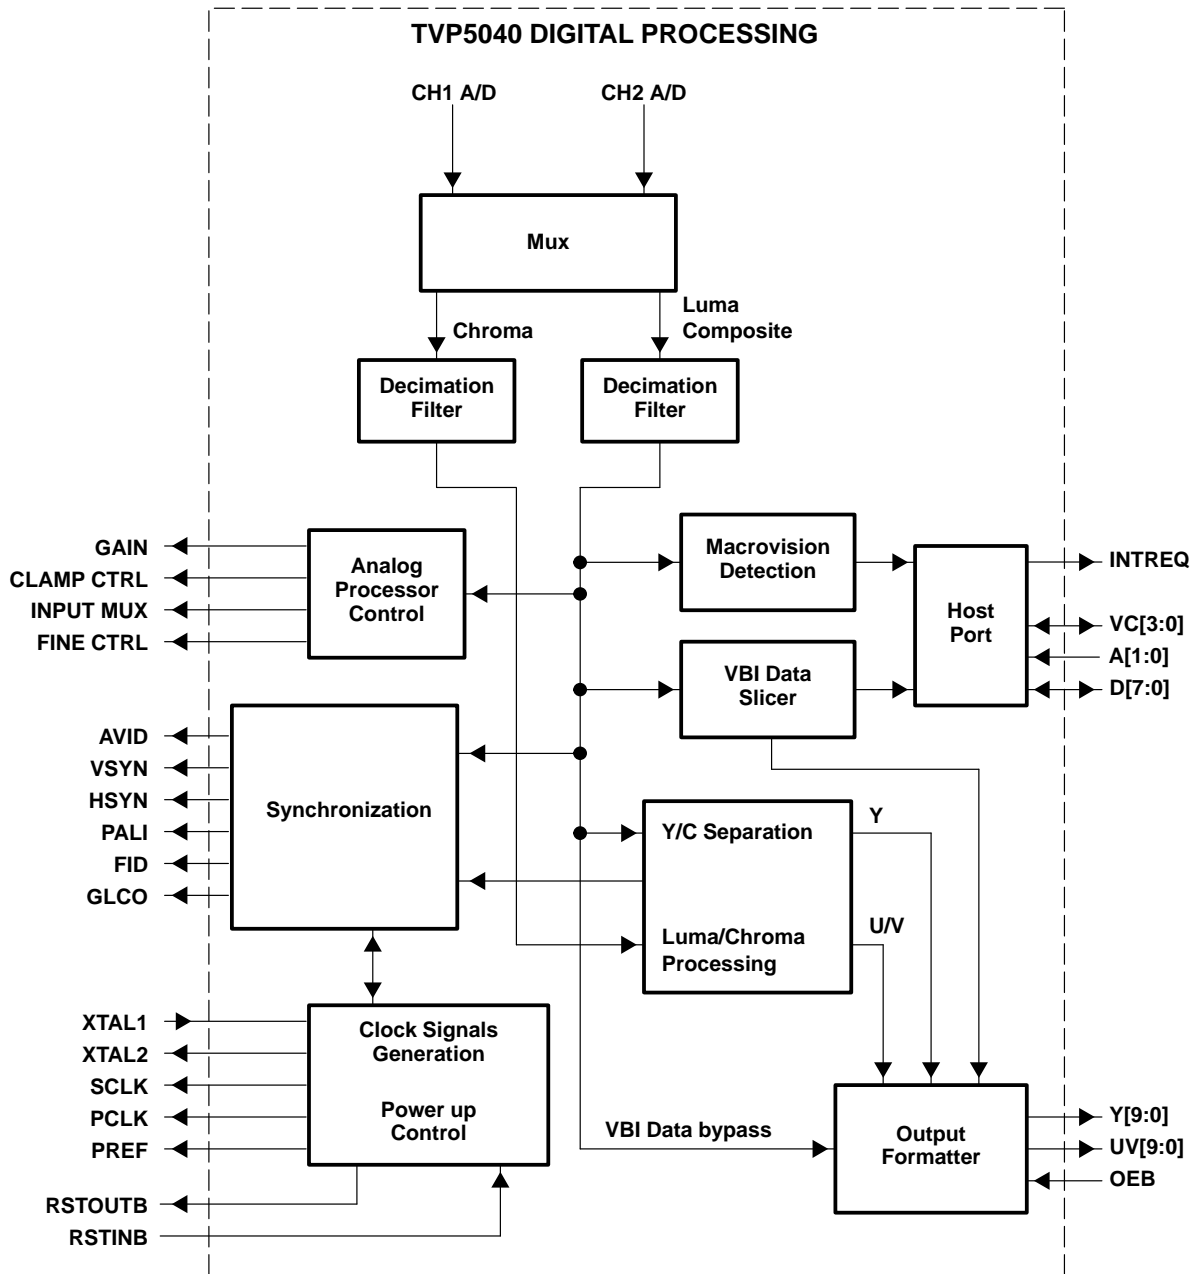 TVP5040 DIGITAL PROCESSING
CH1 A/D
CH2 A/D
Mux
Chroma
Luma
Composite
Decimation
Filter
Decimation
Filter
GAIN
CLAMP CTRL
INPUT MUX
FINE CTRL
Analog
Processor
Control
Macrovision
Detection
Host
Port
INTREQ
VC[3:0]
A[1:0]
D[7:0]
VBI Data
Slicer
AVID
VSYN
HSYN
PALI
FID
GLCO
Synchronization
Y/C Separation
Luma/Chroma
Processing
Y
U/V
XTAL1
XTAL2
SCLK
PCLK
PREF
RSTOUTB
RSTINB
Clock Signals
Generation
Power up
Control
VBI Data bypass
Output
Formatter
Y[9:0]
UV[9:0]
OEB